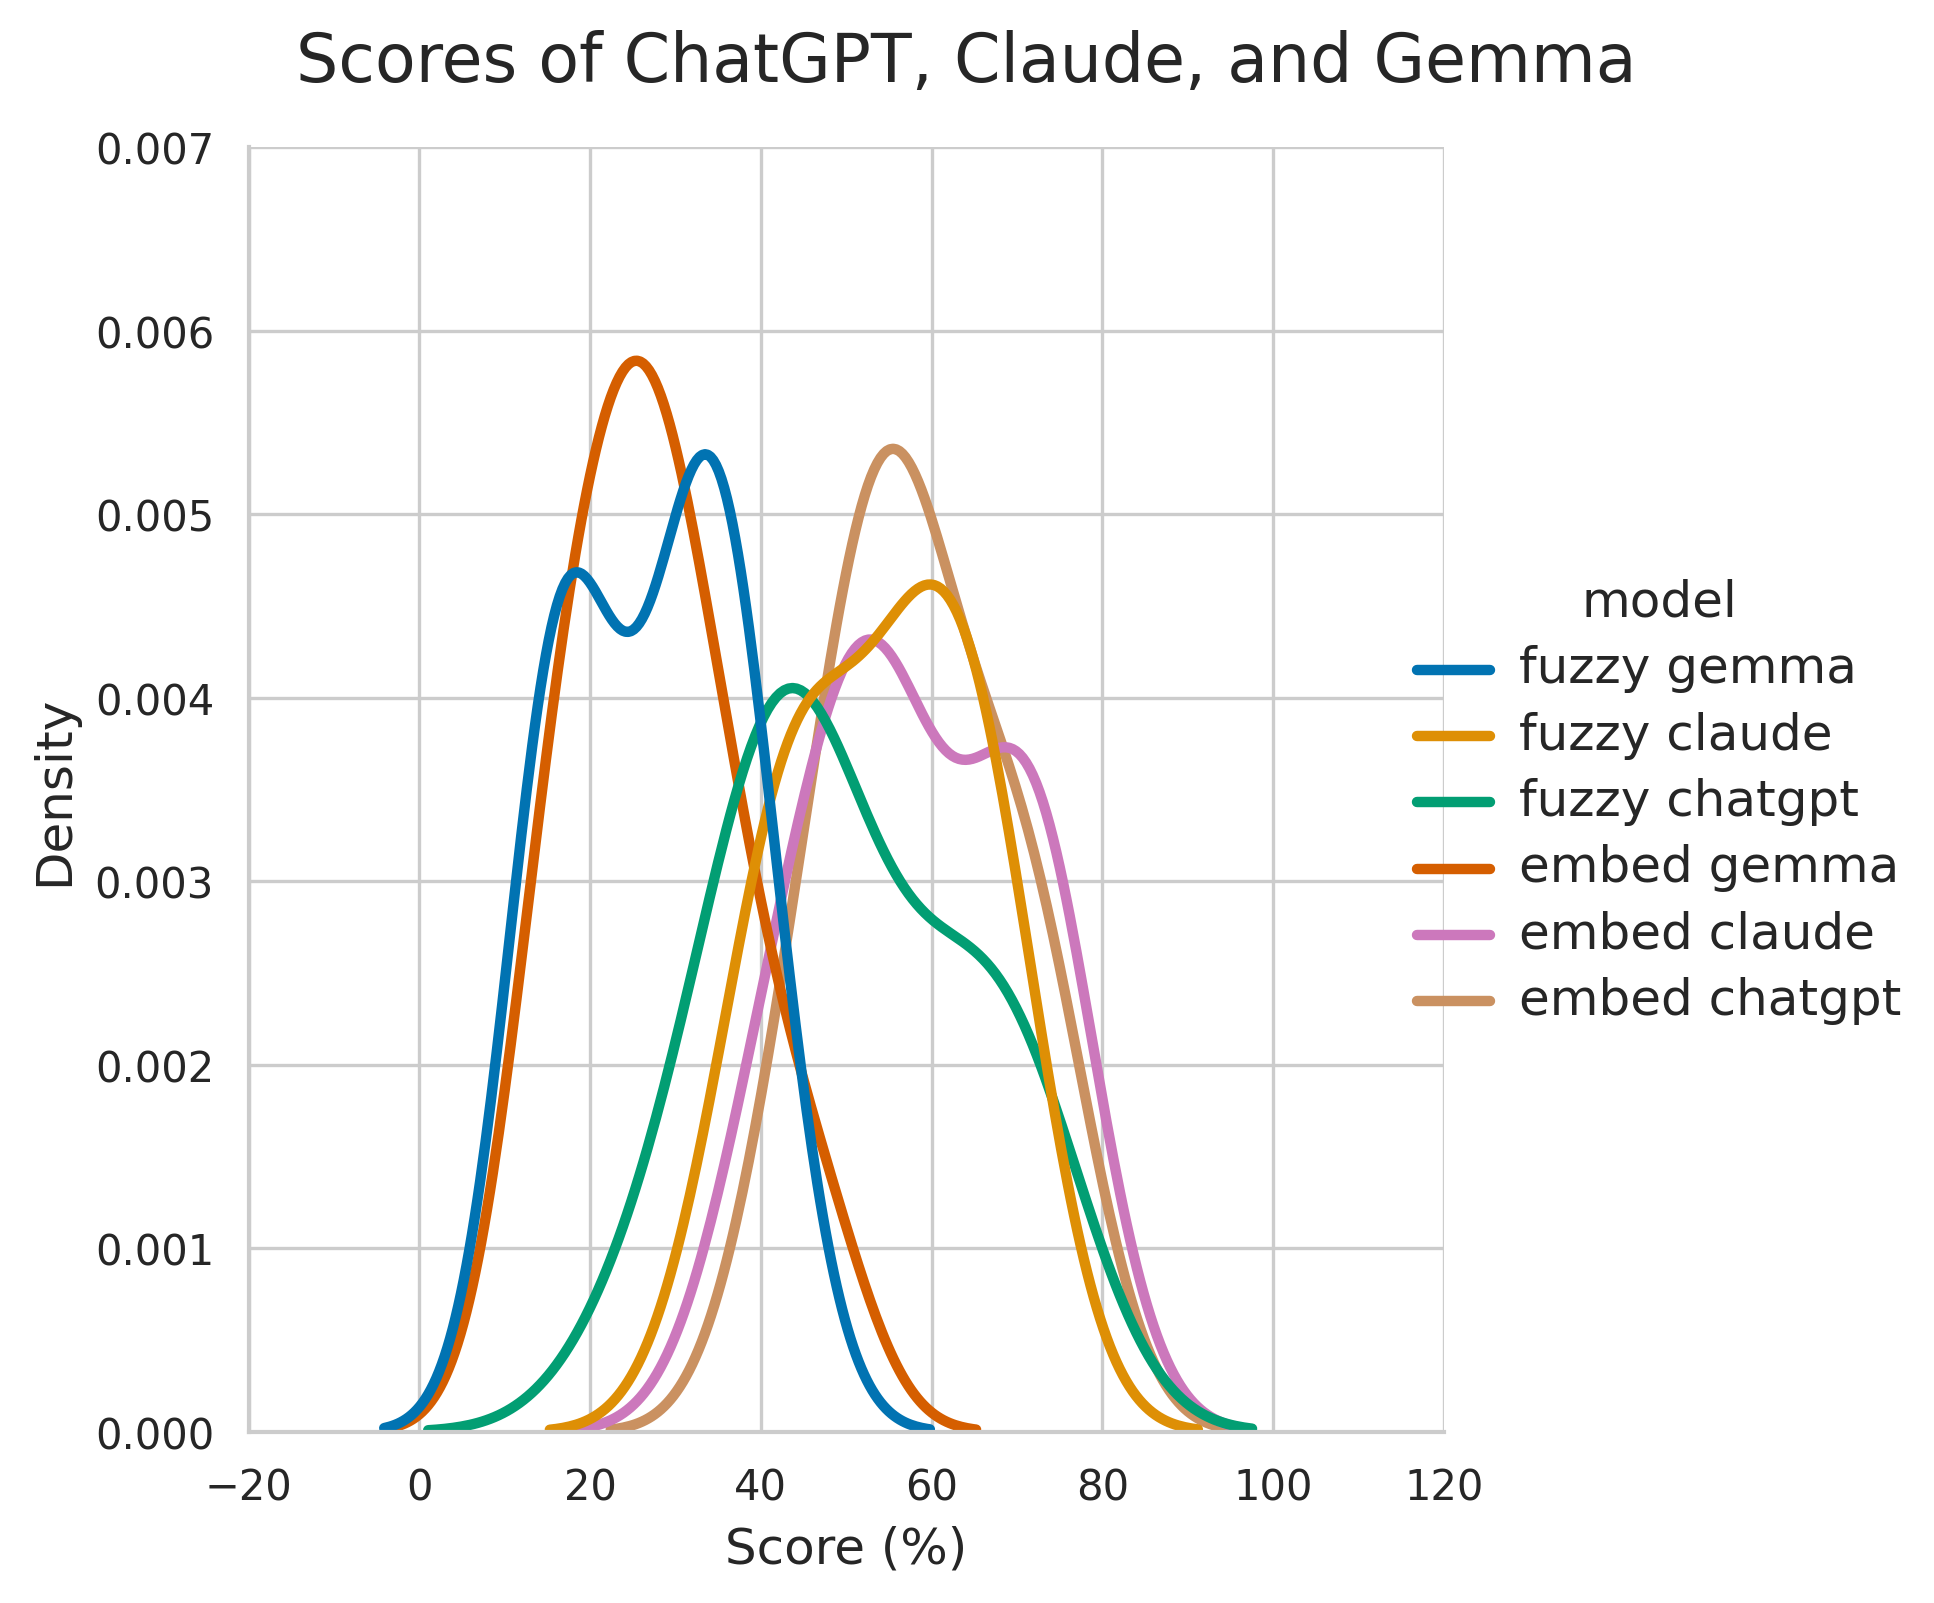 Scores of ChatGPT, Claude, and Gemma
0.007
0.006
0.005
0.004
0.003
0.002
0.001
0.000
Density
−20 0 20 40 60 80 100 120
Score (%)
model
fuzzy gemma
fuzzy claude
fuzzy chatgpt
embed gemma
embed claude
embed chatgpt